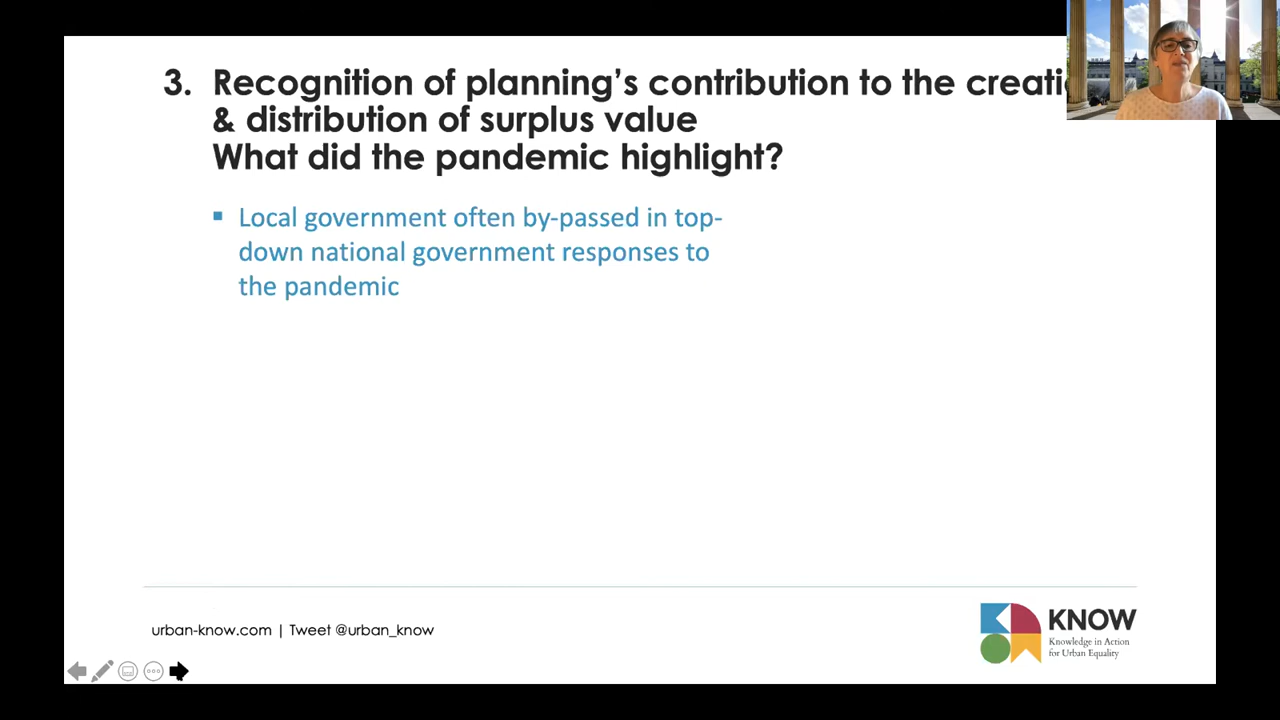 3. Recognition of planning's contribution to the
& distribution of surplus value
What did the pandemic highlight?
▪ Local government often by-passed in top-
down national government responses to
the pandemic
urban-know.com | Tweet @urban_know
KNOW
Knowledge in Action
for Urban Equality